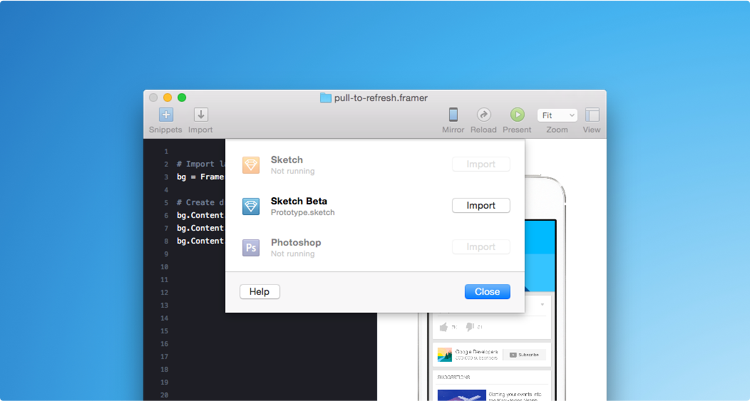 pull-to-refresh.framer
Snippets Import Mirror Reload Present Fit Zoom View
1
2
3
4
5
6
7
8
9
10
11
12
13
14
15
16
17
18
19
20
# Import la
bg = Frame
# Create d
bg.Content
bg.Content
bg.Content
Sketch
Not running
Import
Sketch Beta
Prototype.sketch
Import
Photoshop
Not running
Import
Ps
Help
Close
Google Developers
Subscribe
SUGGESTIONS